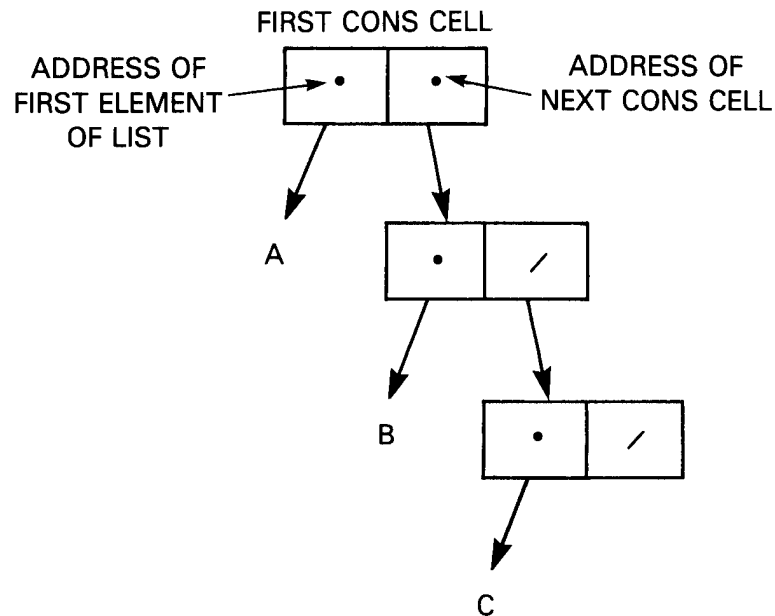 FIRST CONS CELL
ADDRESS OF
FIRST ELEMENT
OF LIST
ADDRESS OF
NEXT CONS CELL
A
B
C